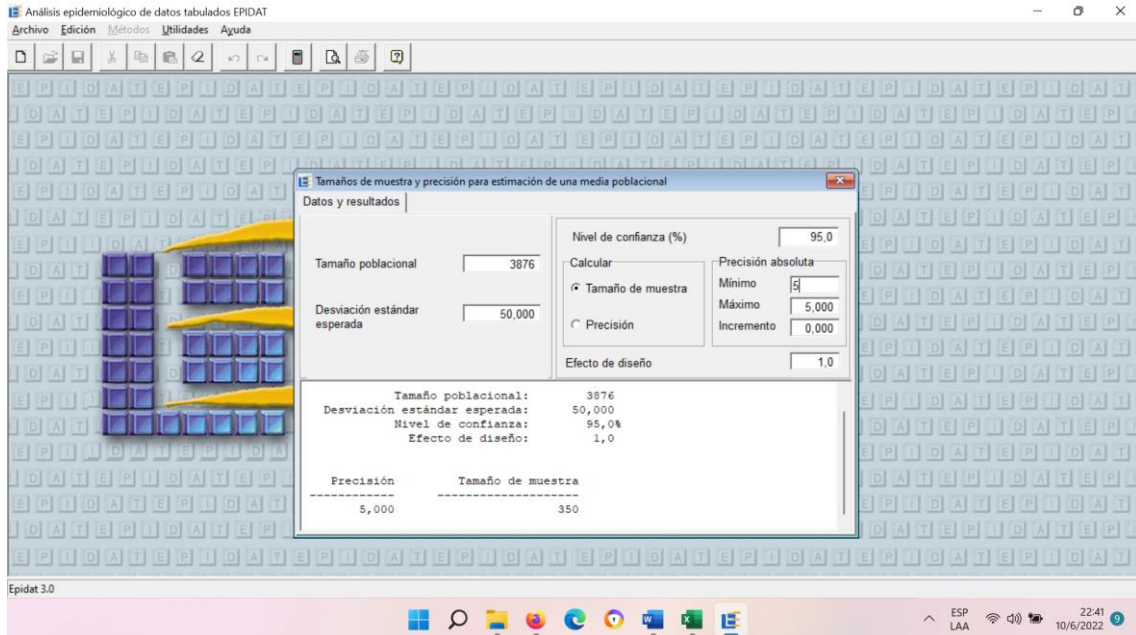 Análisis epidemiológico de datos tabulados EPIDAT
Archivo Edición Métodos Utilidades Ayuda
Tamaños de muestra y precisión para estimación de una media poblacional
Datos y resultados
Nivel de confianza (%) 95,0
Tamaño poblacional 3876
Calcular
Precisión absoluta
Tamaño de muestra
Mínimo 5
Desviación estándar esperada 50,000
Máximo 5,000
Precisión
Incremento 0,000
Efecto de diseño 1,0
Tamaño poblacional: 3876
Desviación estándar esperada: 50,000
Nivel de confianza: 95,0%
Efecto de diseño: 1,0
Precisión Tamaño de muestra
------------ --------------------
5,000 350
Epidat 3.0
ESP
LAA
22:41
10/6/2022
9